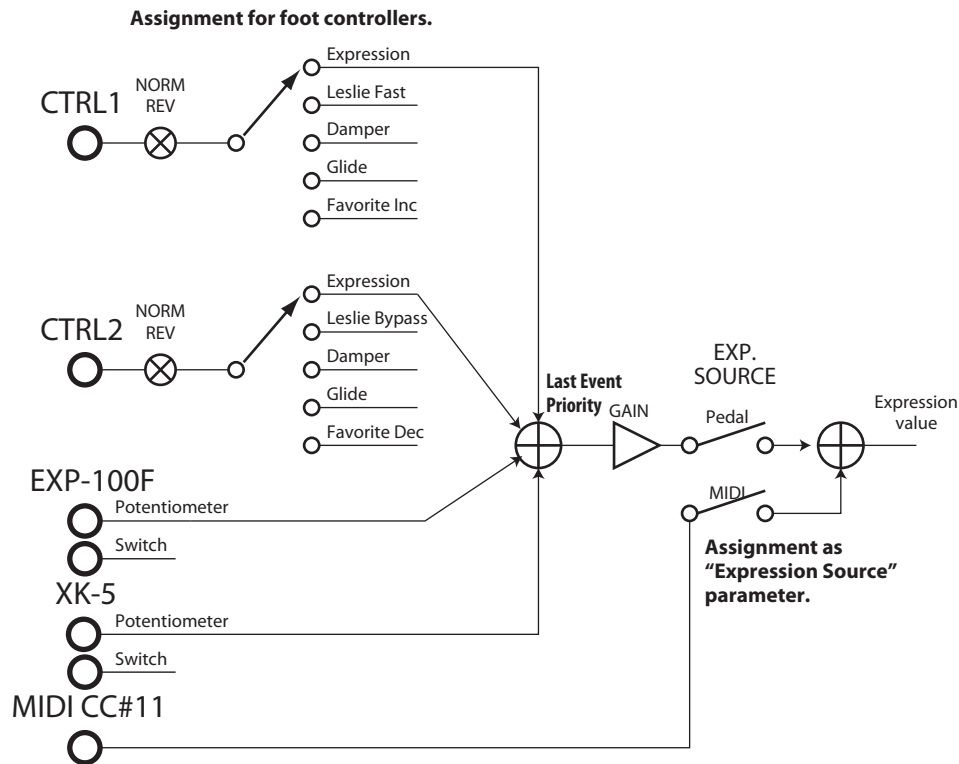 Assignment for foot controllers.
CTRL1
NORM
REV
Expression
Leslie Fast
Damper
Glide
Favorite Inc
CTRL2
NORM
REV
Expression
Leslie Bypass
Damper
Glide
Favorite Dec
Last Event
Priority
GAIN
EXP.
SOURCE
Pedal
Expression
value
MIDI
Assignment as
“Expression Source”
parameter.
EXP-100F
Potentiometer
Switch
XK-5
Potentiometer
Switch
MIDI CC#11